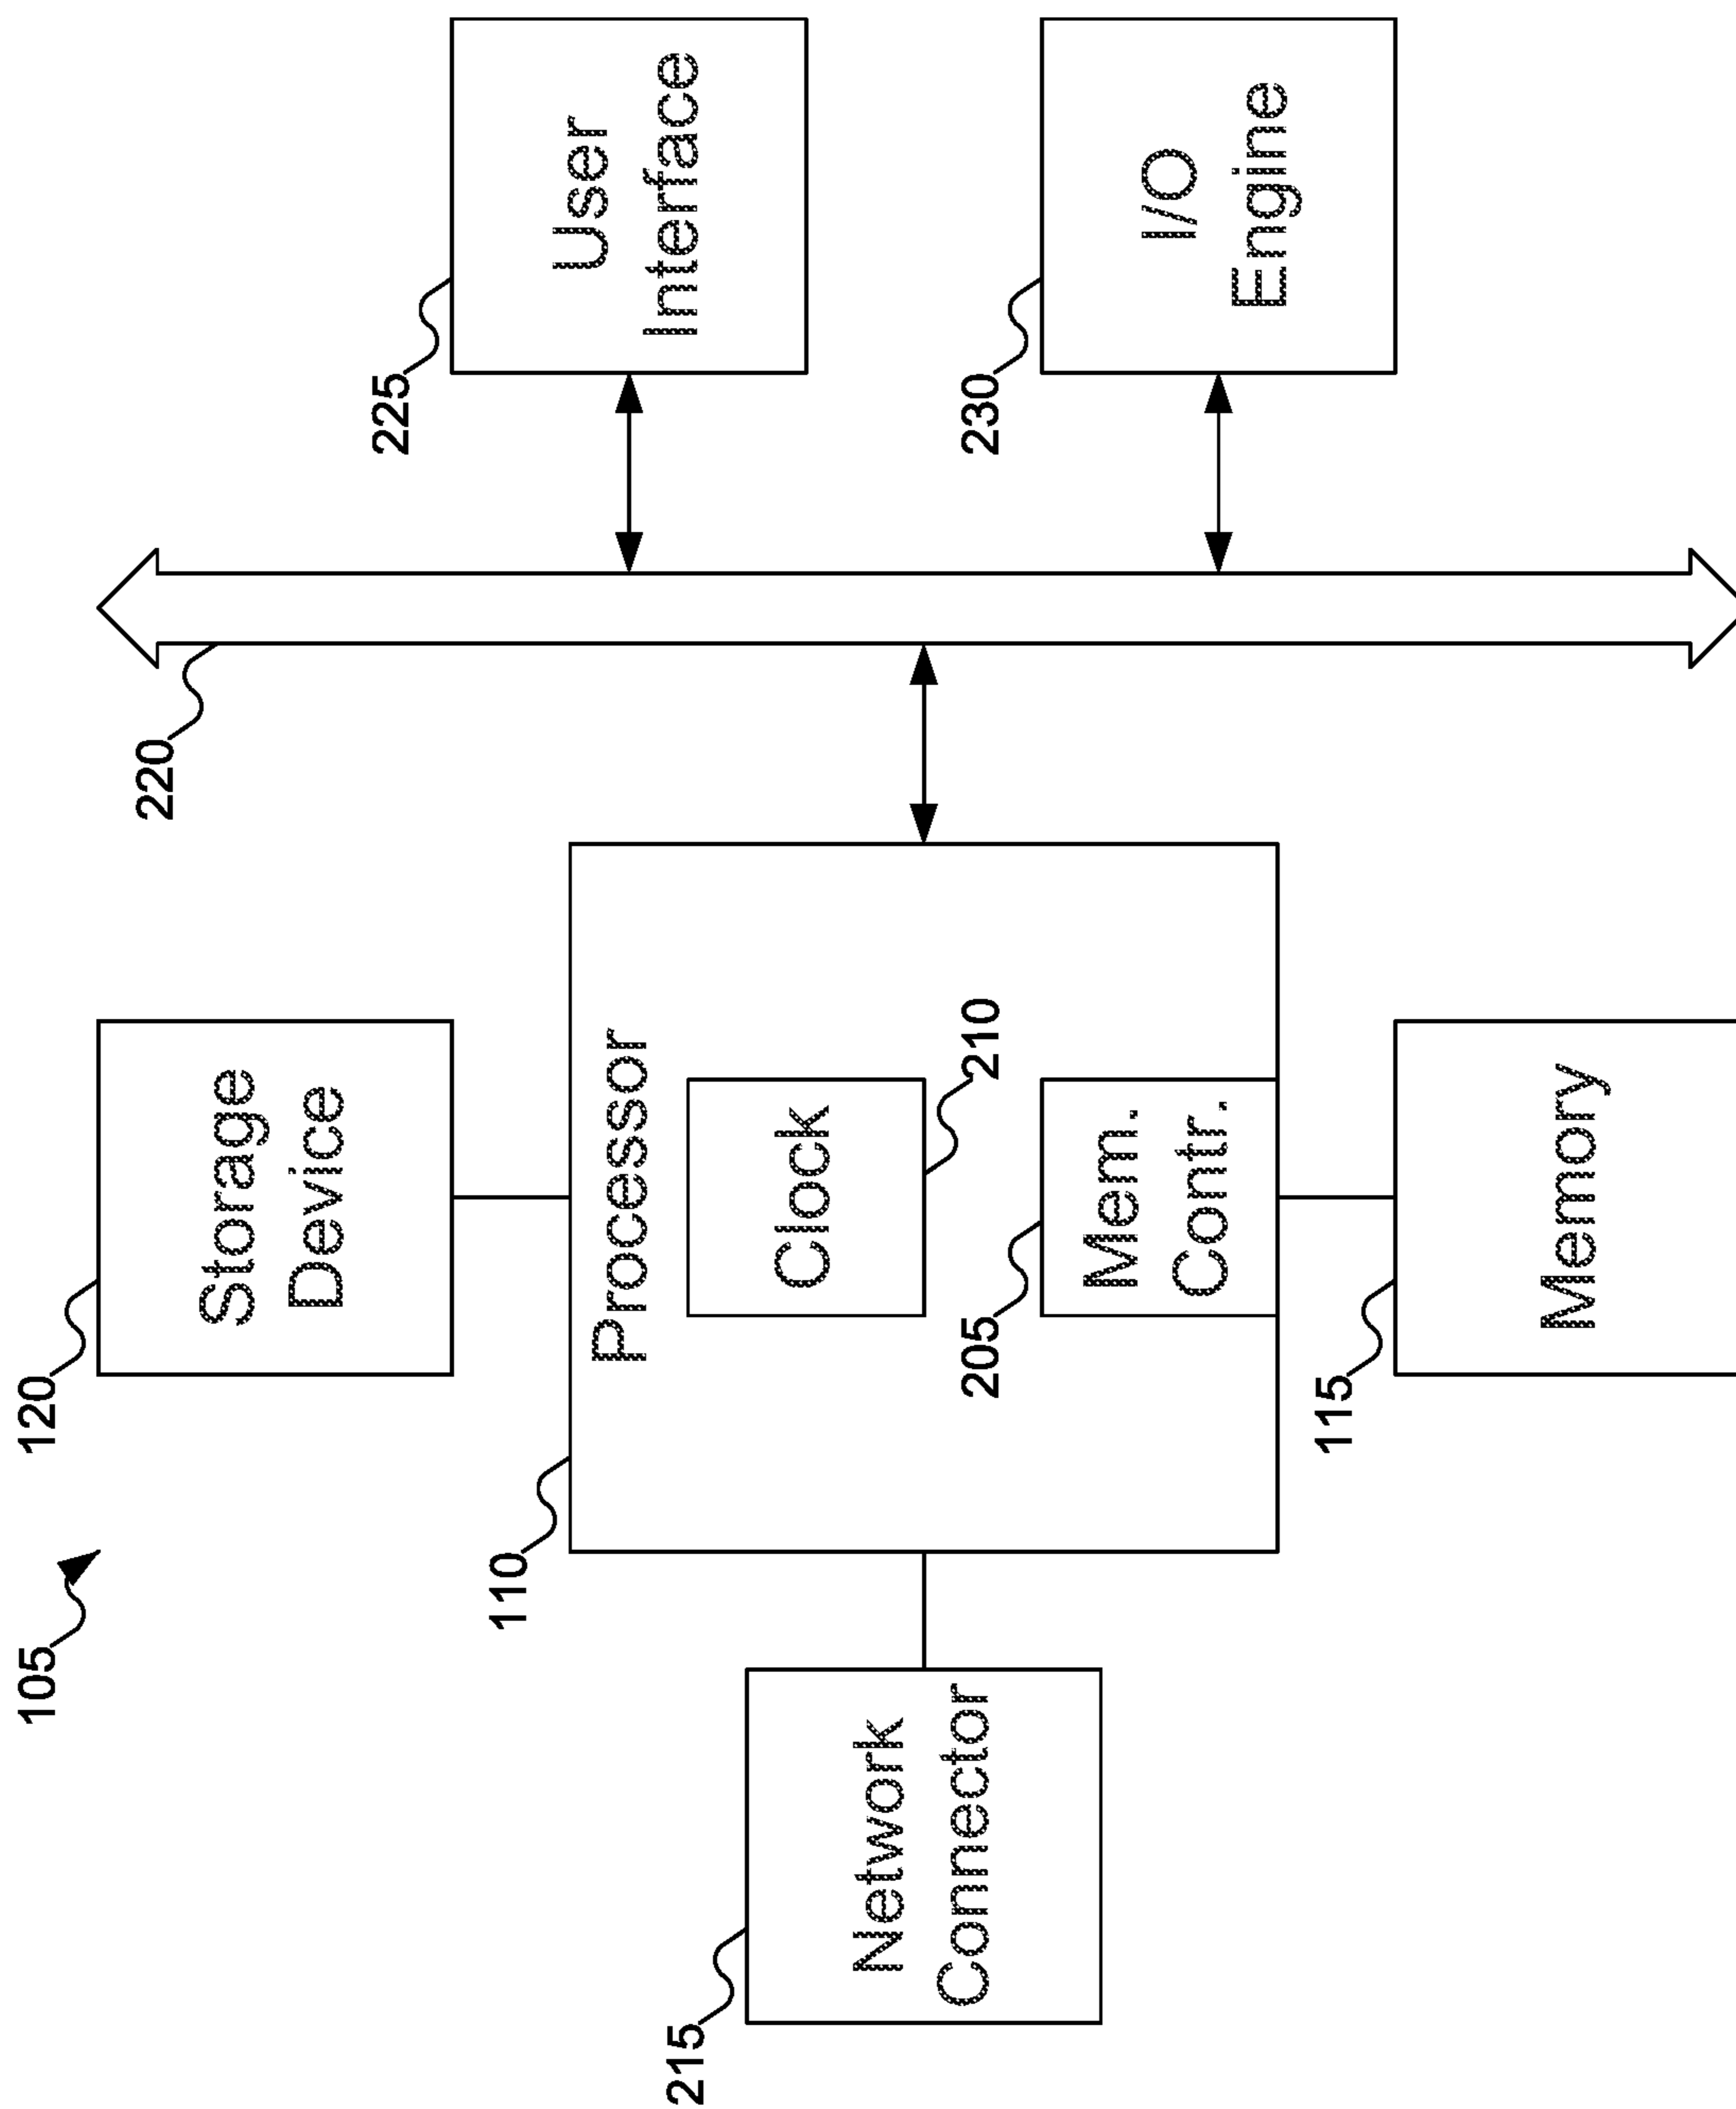 105
120
220
Storage
Device
225
User
Interface
110
Processor
215
Network
Connector
Clock
210
205
Mem.
Contr.
230
I/O
Engine
115
Memory